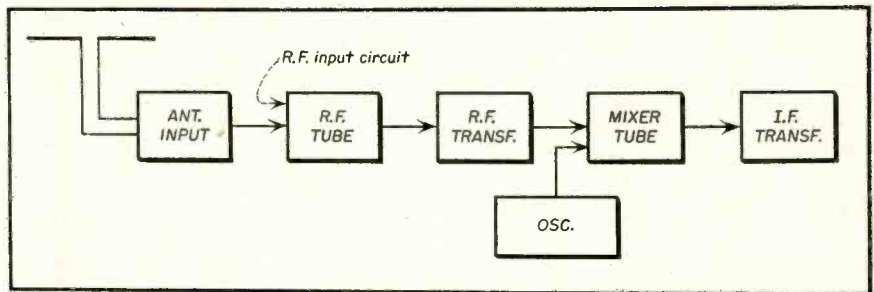 R.F. input circuit
ANT.
INPUT
R.F.
TUBE
R.F.
TRANSF.
MIXER
TUBE
I.F.
TRANSF.
OSC.